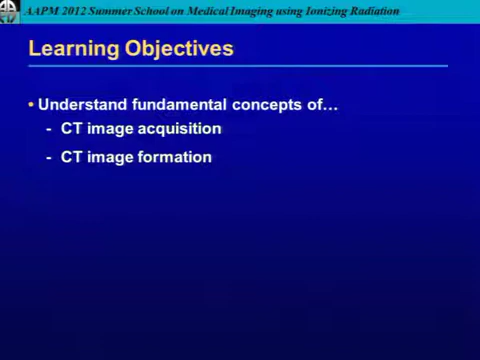 AAPM 2012 Summer School on Medical Imaging using Ionizing Radiation
Learning Objectives
• Understand fundamental concepts of…
- CT image acquisition
- CT image formation